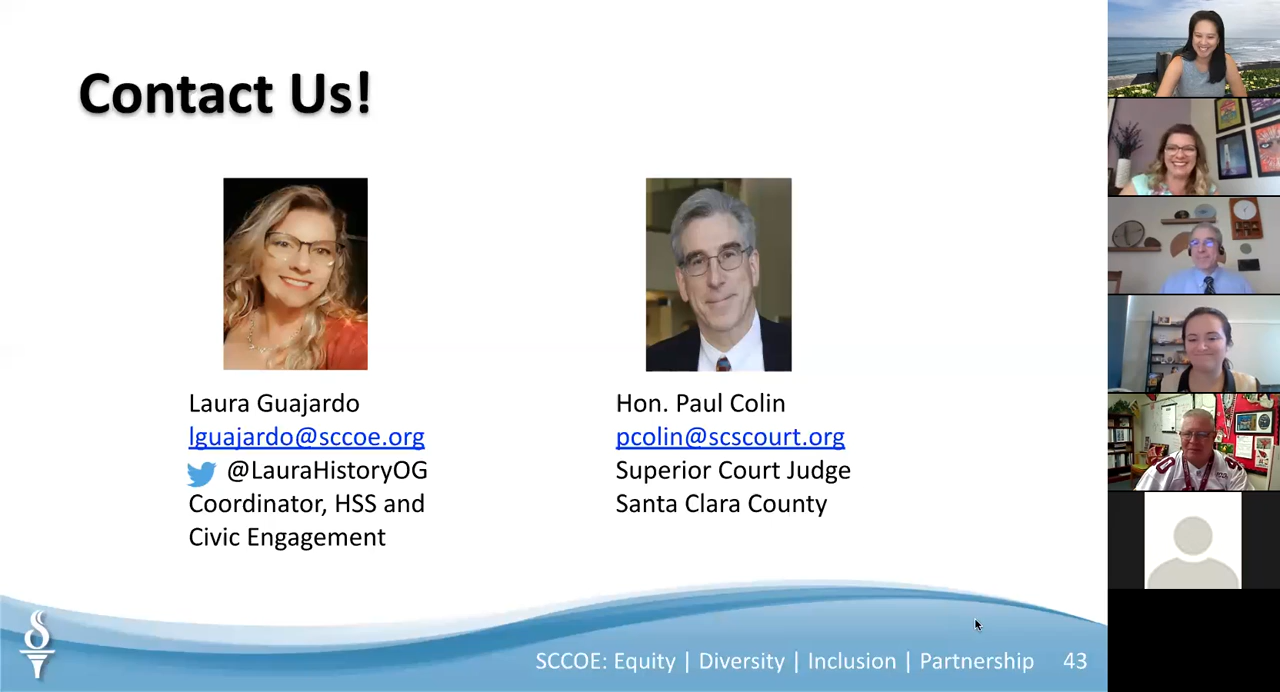 Contact Us!
Laura Guajardo
lguajardo@sccoe.org
@LauraHistoryOG
Coordinator, HSS and
Civic Engagement
Hon. Paul Colin
pcolin@scscourt.org
Superior Court Judge
Santa Clara County
SCCOE: Equity | Diversity | Inclusion | Partnership 43